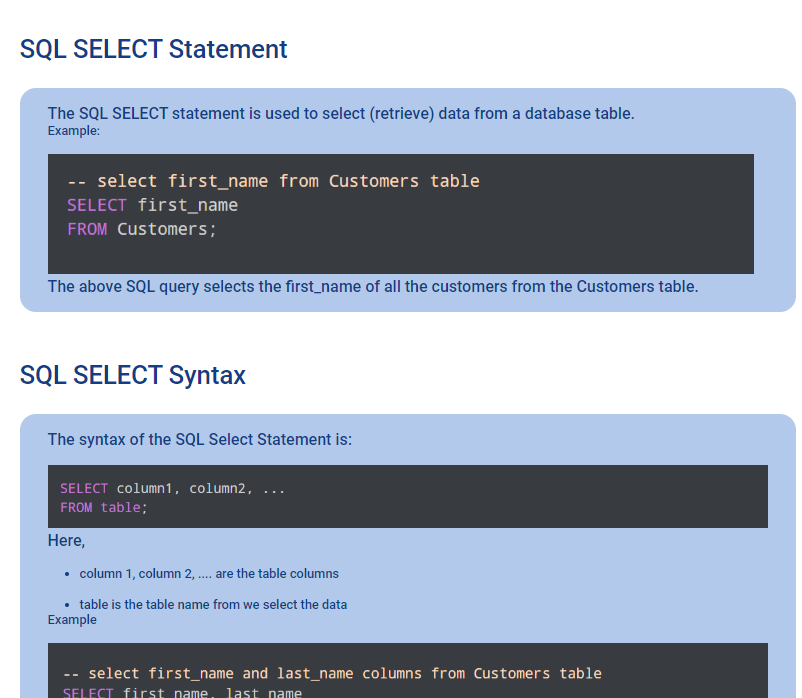 SQL SELECT Statement
The SQL SELECT statement is used to select (retrieve) data from a database table.
Example:
-- select first_name from Customers table
SELECT first_name
FROM Customers;
The above SQL query selects the first_name of all the customers from the Customers table.
SQL SELECT Syntax
The syntax of the SQL Select Statement is:
SELECT column1, column2, ...
FROM table;
Here,
• column 1, column 2, .... are the table columns
• table is the table name from we select the data
Example
-- select first_name and last_name columns from Customers table
SELECT first_name, last_name